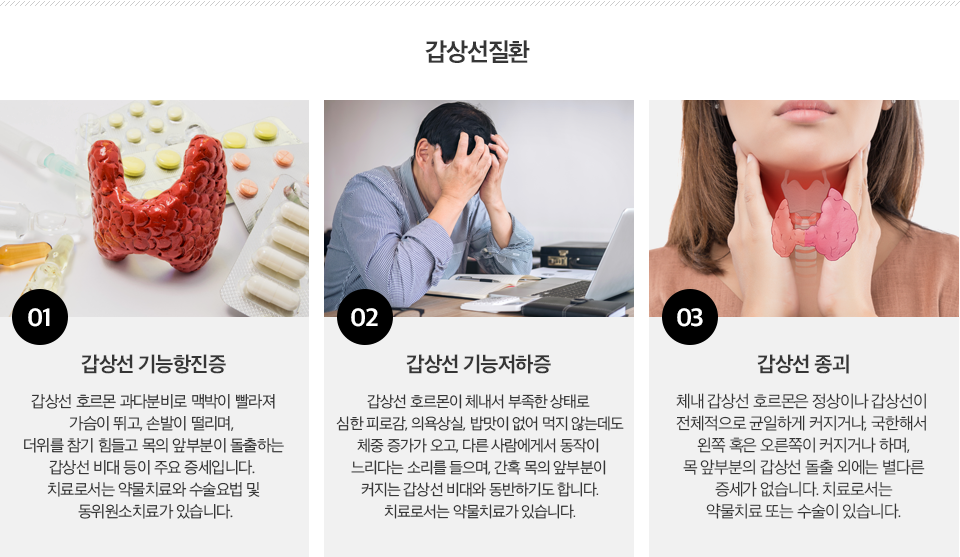 갑상선질환
01
갑상선 기능항진증
갑상선 호르몬 과다분비로 맥박이 빨라져
가슴이 뛰고, 손발이 떨리며,
더위를 참기 힘들고 목의 앞부분이 돌출하는
갑상선 비대 등이 주요 증세입니다.
치료로서는 약물치료와 수술요법 및
동위원소치료가 있습니다.
02
갑상선 기능저하증
갑상선 호르몬이 체내서 부족한 상태로
심한 피로감, 의욕상실, 밥맛이 없어 먹지 않는데도
체중 증가가 오고, 다른 사람에게서 동작이
느리다는 소리를 들으며, 간혹 목의 앞부분이
커지는 갑상선 비대와 동반하기도 합니다.
치료로서는 약물치료가 있습니다.
03
갑상선 종괴
체내 갑상선 호르몬은 정상이나 갑상선이
전체적으로 균일하게 커지거나, 국한해서
왼쪽 혹은 오른쪽이 커지거나 하며,
목 앞부분의 갑상선 돌출 외에는 별다른
증세가 없습니다. 치료로서는
약물치료 또는 수술이 있습니다.